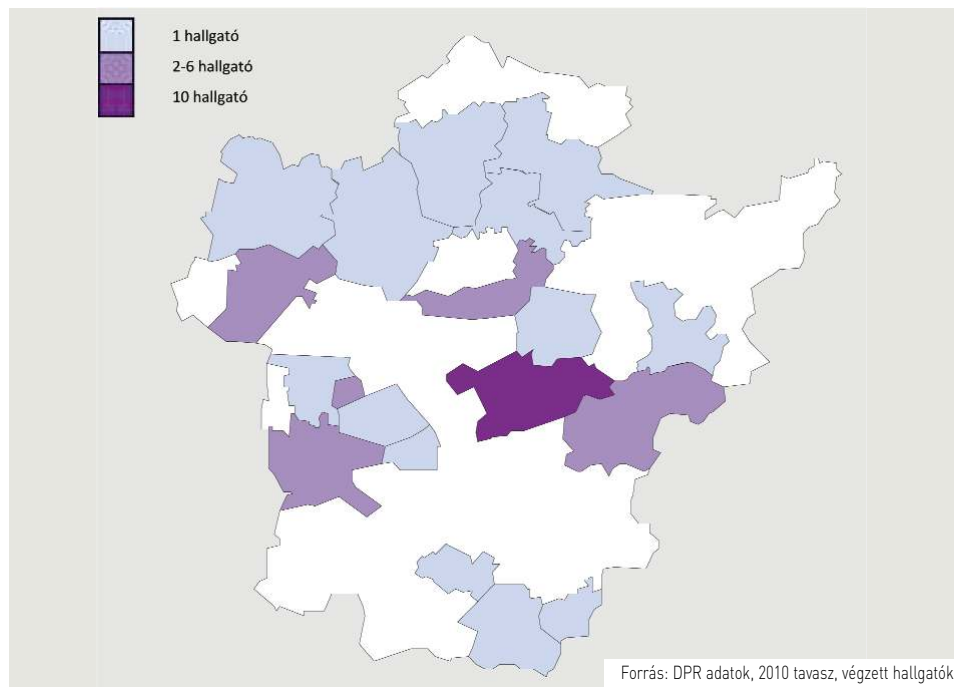 1 hallgató
2-6 hallgató
10 hallgató
Forrás: DPR adatok, 2010 tavasz, végzett hallgatók